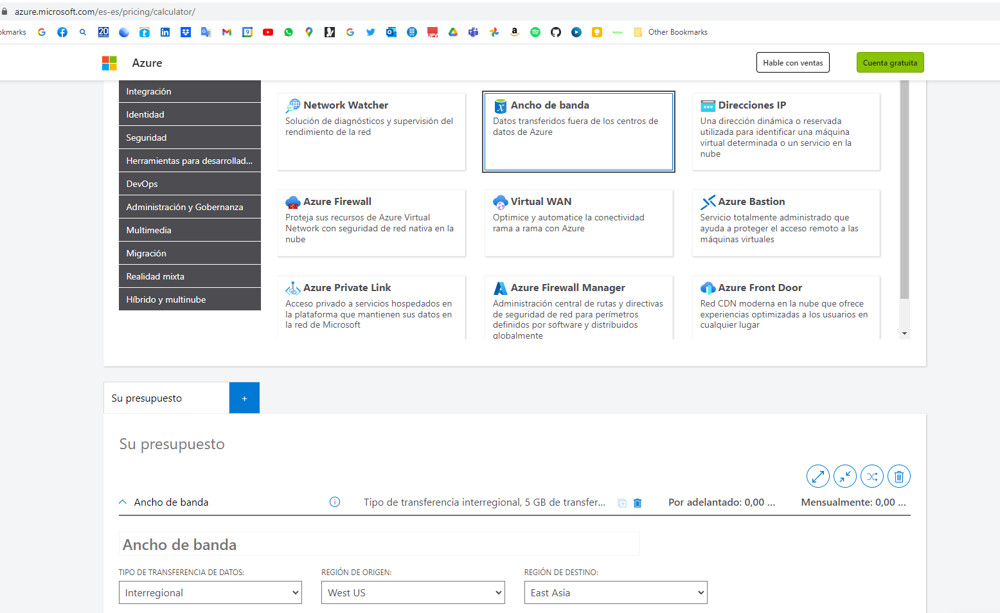 azure.microsoft.com/es-es/pricing/calculator/
okmarks
20
9
Other Bookmarks
Azure
Hable con ventas
Cuenta gratuita
Integración
Identidad
Seguridad
Herramientas para desarrollad...
DevOps
Administración y Gobernanza
Multimedia
Migración
Realidad mixta
Híbrido y multinube
Network Watcher
Solución de diagnósticos y supervisión del
rendimiento de la red
Ancho de banda
Datos transferidos fuera de los centros de
datos de Azure
Direcciones IP
Una dirección dinámica o reservada
utilizada para identificar una máquina
virtual determinada o un servicio en la
nube
Azure Firewall
Proteja sus recursos de Azure Virtual
Network con seguridad de red nativa en la
nube
Virtual WAN
Optimice y automatice la conectividad
rama a rama con Azure
Azure Bastion
Servicio totalmente administrado que
ayuda a proteger el acceso remoto a las
máquinas virtuales
Azure Private Link
Acceso privado a servicios hospedados en
la plataforma que mantienen sus datos en
la red de Microsoft
Azure Firewall Manager
Administración central de rutas y directivas
de seguridad de red para perímetros
definidos por software y distribuidos
globalmente
Azure Front Door
Red CDN moderna en la nube que ofrece
experiencias optimizadas a los usuarios en
cualquier lugar
Su presupuesto
+
Su presupuesto
Ancho de banda
Tipo de transferencia interregional, 5 GB de transfer...
Por adelantado: 0,00 ...
Mensualmente: 0,00 ...
Ancho de banda
TIPO DE TRANSFERENCIA DE DATOS:
REGIÓN DE ORIGEN:
REGIÓN DE DESTINO:
Interregional
West US
East Asia